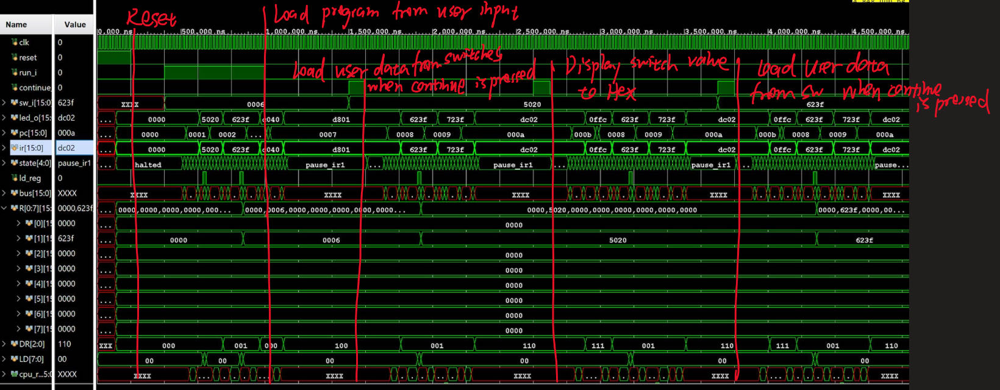 4,848.000 ns
Reset
Load program from user input
Name Value
0.000 ns 500.000 ns 1,000.000 ns 1,500.000 ns 2,000.000 ns 2,500.000 ns 3,000.000 ns 3,500.000 ns 4,000.000 ns 4,500.000 ns
clk 0
reset 0
Load user data from switches
when continue is pressed
Display switch value
to Hex
Load User data
from sw when contine
is pressed
run_i 0
continue_ 0
sw_i[15:0] 623f XXXX 0006 5020 623f
led_o[15: dc02 ... 0000 5020 623f c040 d801 623f 723f dc02 0ffc 623f 723f dc02 0ffc 623f 723f dc02
pc[15:0] 000a ... 0000 0001 0002 ... 0007 0008 0009 000a 000b 0008 0009 000a 000b 0008 0009 000a
ir[15:0] dc02 ... 0000 5020 623f c040 d801 623f 723f dc02 0ffc 623f 723f dc02 0ffc 623f 723f dc02
state[4:0] pause_ir1 ... halted pause_ir1 ... pause_ir1 ... pause_ir1 .. pause...
ld_reg 0
bus[15:0] XXXX XXXX XXXX XXXX XXXX XXXX
R[0:7][15: 0000,623f ... 0000,0000,0000,0000,000... 0000,0006,0000,0000,0000,0000,0000... 0000,5020,0000,0000,0000,0000,0000,0000 0000,623f,0000,00...
[0][15 0000 ... 0000
[1][15 623f ... 0000 0006 5020 623f
[2][15 0000 ... 0000
[3][15 0000 ... 0000
[4][15 0000 ... 0000
[5][15 0000 ... 0000
[6][15 0000 ... 0000
[7][15 0000 ... 0000
DR[2:0] 110 XXX 000 001 000 100 001 110 111 001 110 111 001 110
LD[7:0] 00 00 00 00 00 00 00
cpu_r...5:0 XXXX XXXX XXXX XXXX XXXX XXXX